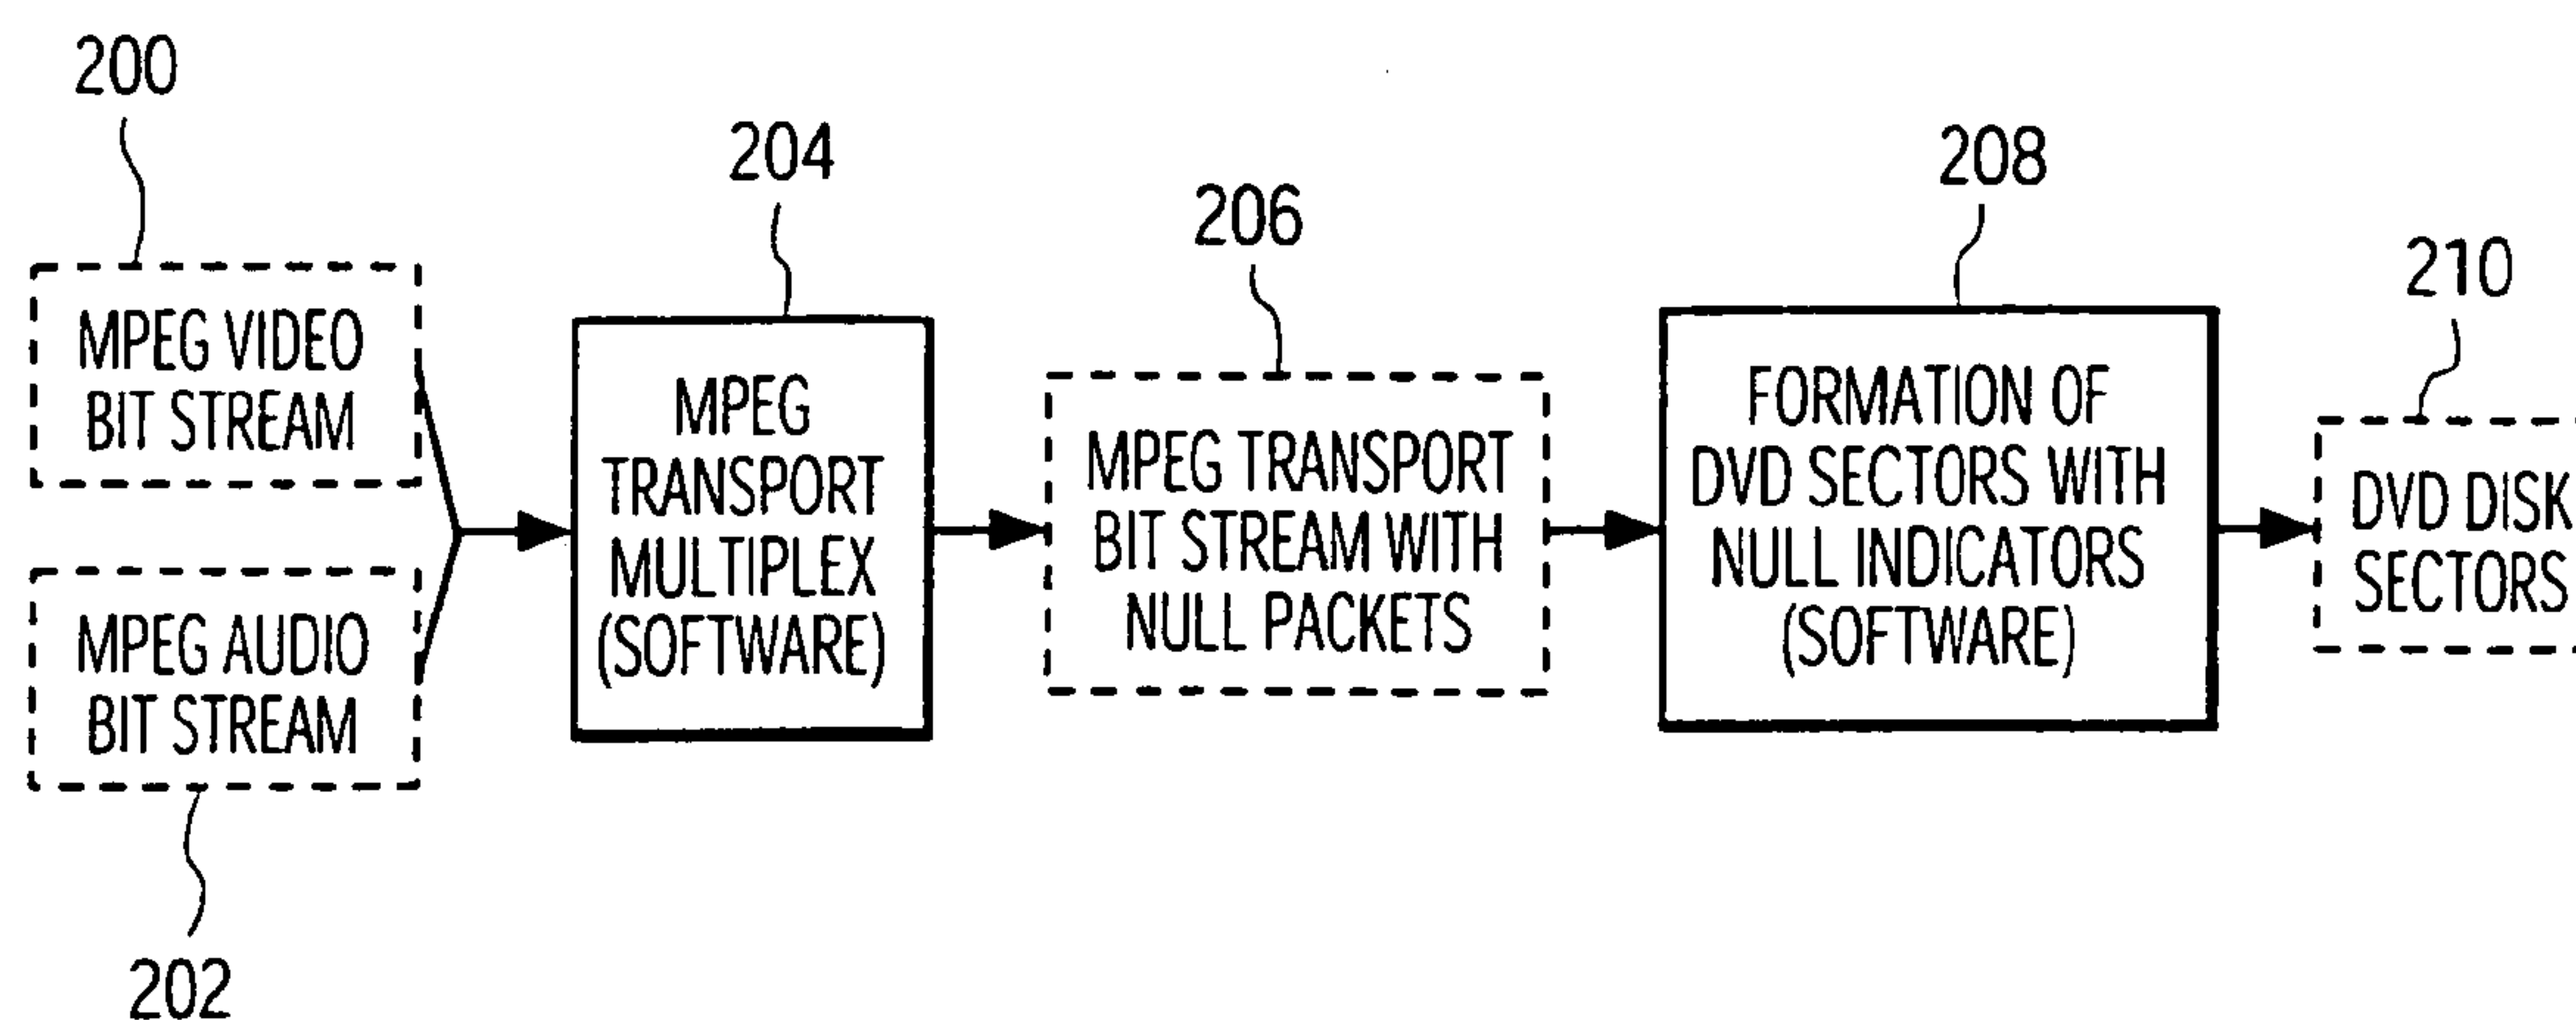 200
MPEG VIDEO
BIT STREAM
MPEG AUDIO
BIT STREAM
202
204
MPEG
TRANSPORT
MULTIPLEX
(SOFTWARE)
206
MPEG TRANSPORT
BIT STREAM WITH
NULL PACKETS
208
FORMATION OF
DVD SECTORS WITH
NULL INDICATORS
(SOFTWARE)
210
DVD DISK
SECTORS